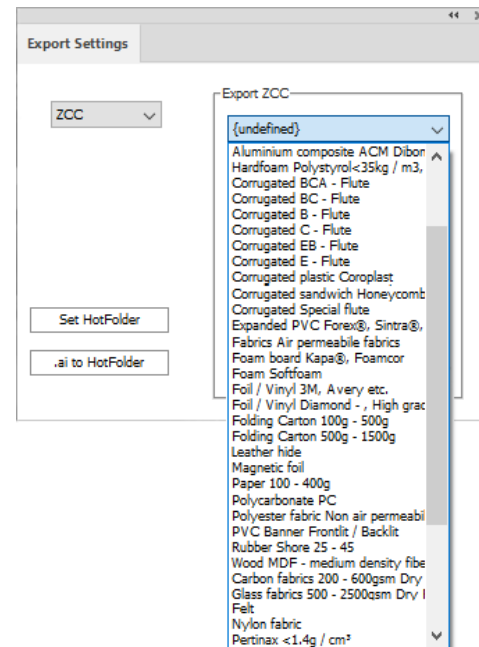 Export Settings
ZCC
Export ZCC
{undefined}
Aluminium composite ACM Dibon
Hardfoam Polystyrol<35kg / m3,
Corrugated BCA - Flute
Corrugated BC - Flute
Corrugated B - Flute
Corrugated C - Flute
Corrugated EB - Flute
Corrugated E - Flute
Corrugated plastic Coroplast
Corrugated sandwich Honeycomb
Corrugated Special flute
Expanded PVC Forex®, Sintra®,
Fabrics Air permeable fabrics
Foam board Kapa®, Foamcor
Foam Softfoam
Foil / Vinyl 3M, Avery etc.
Foil / Vinyl Diamond - , High grad
Folding Carton 100g - 500g
Folding Carton 500g - 1500g
Leather hide
Magnetic foil
Paper 100 - 400g
Polycarbonate PC
Polyester fabric Non air permeabi
PVC Banner Frontlit / Backlit
Rubber Shore 25 - 45
Wood MDF - medium density fibe
Carbon fabrics 200 - 600gsm Dry
Glass fabrics 500 - 2500gsm Dry
Felt
Nylon fabric
Pertinax <1.4g / cm³
Set HotFolder
.ai to HotFolder